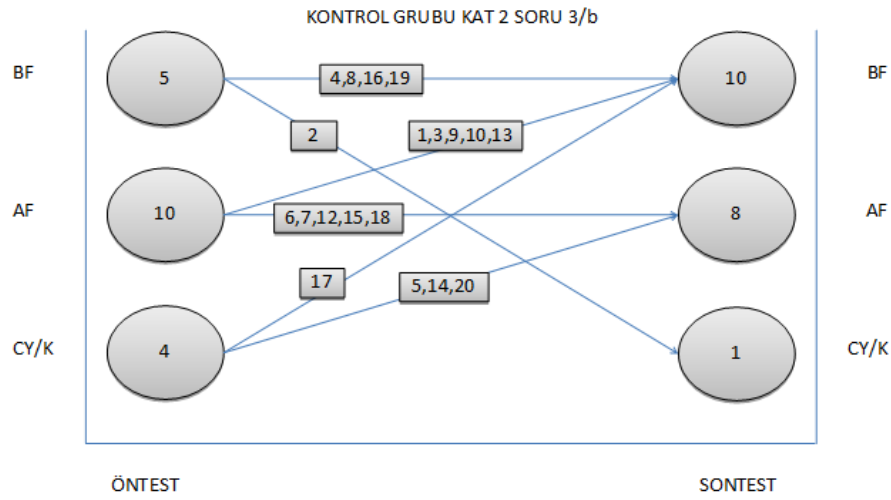 KONTROL GRUBU KAT 2 SORU 3/b
BF 5 4,8,16,19 10 BF
2 1,3,9,10,13
AF 10 6,7,12,15,18 8 AF
17 5,14,20
CY/K 4 1 CY/K
ÖNTEST SONTEST